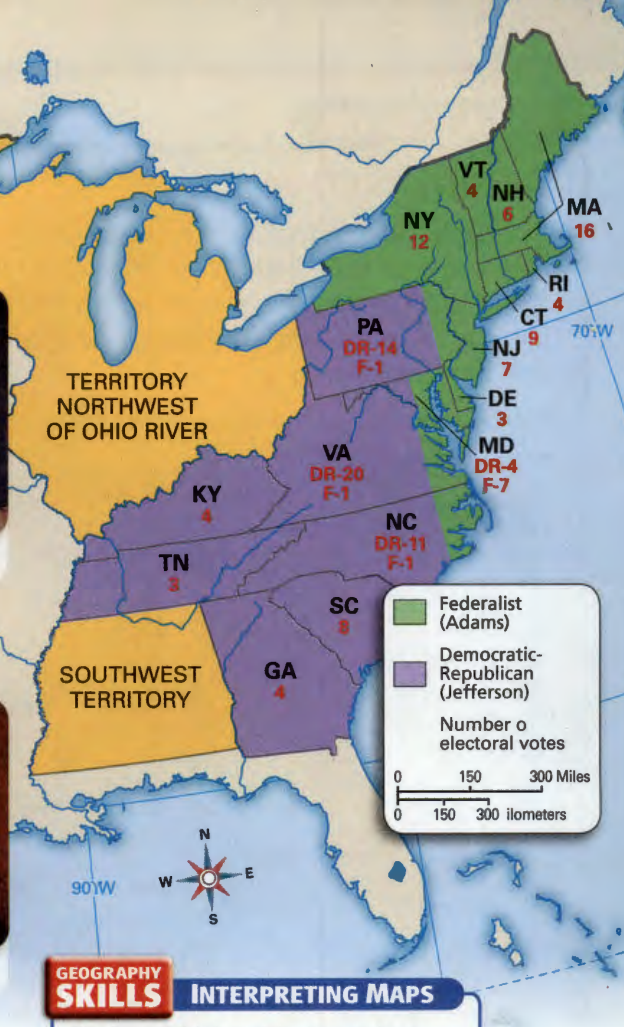 VT
4
NH
6
NY
12
MA
16
RI
4
CT
9
70°W
NJ
7
PA
DR-14
F-1
DE
3
MD
DR-4
F-7
TERRITORY
NORTHWEST
OF OHIO RIVER
VA
DR-20
F-1
KY
4
NC
DR-11
F-1
TN
3
SC
8
GA
4
SOUTHWEST
TERRITORY
Federalist
(Adams)
Democratic-
Republican
(Jefferson)
Number o
electoral votes
0 150 300 Miles
0 150 300 ilometers
N
W E
S
90°W
GEOGRAPHY
SKILLS
INTERPRETING MAPS